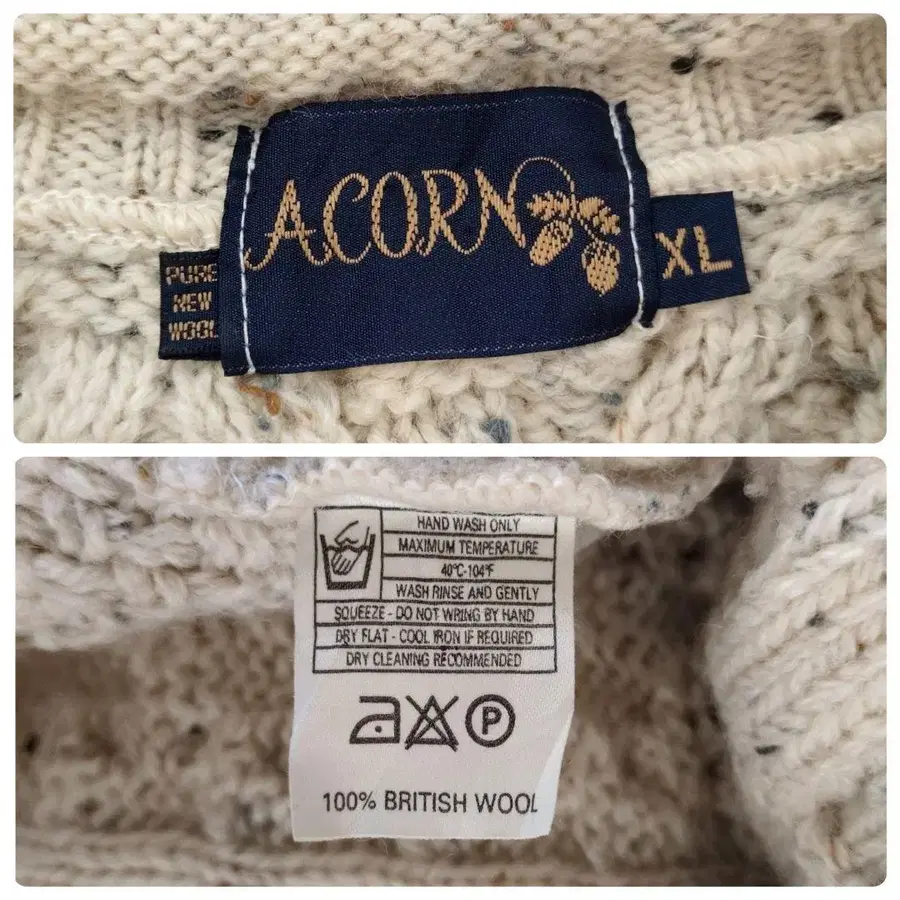 ACORN
XL
PURE
NEW
WOOL
HAND WASH ONLY
MAXIMUM TEMPERATURE
40°C-104°F
WASH RINSE AND GENTLY
SQUEEZE - DO NOT WRING BY HAND
DRY FLAT - COOL IRON IF REQUIRED
DRY CLEANING RECOMMENDED
P
100% BRITISH WOOL